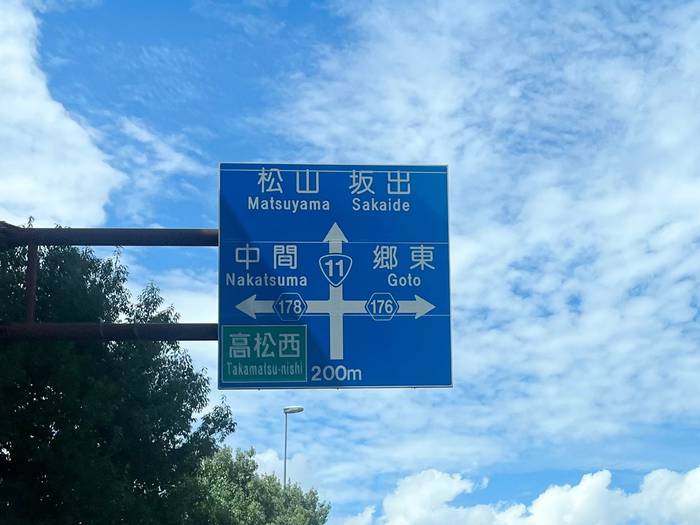 松山 坂出
Matsuyama Sakaide
中間 11 郷東
Nakatsuma Goto
178 176
高松西
Takamatsu-nishi
200m